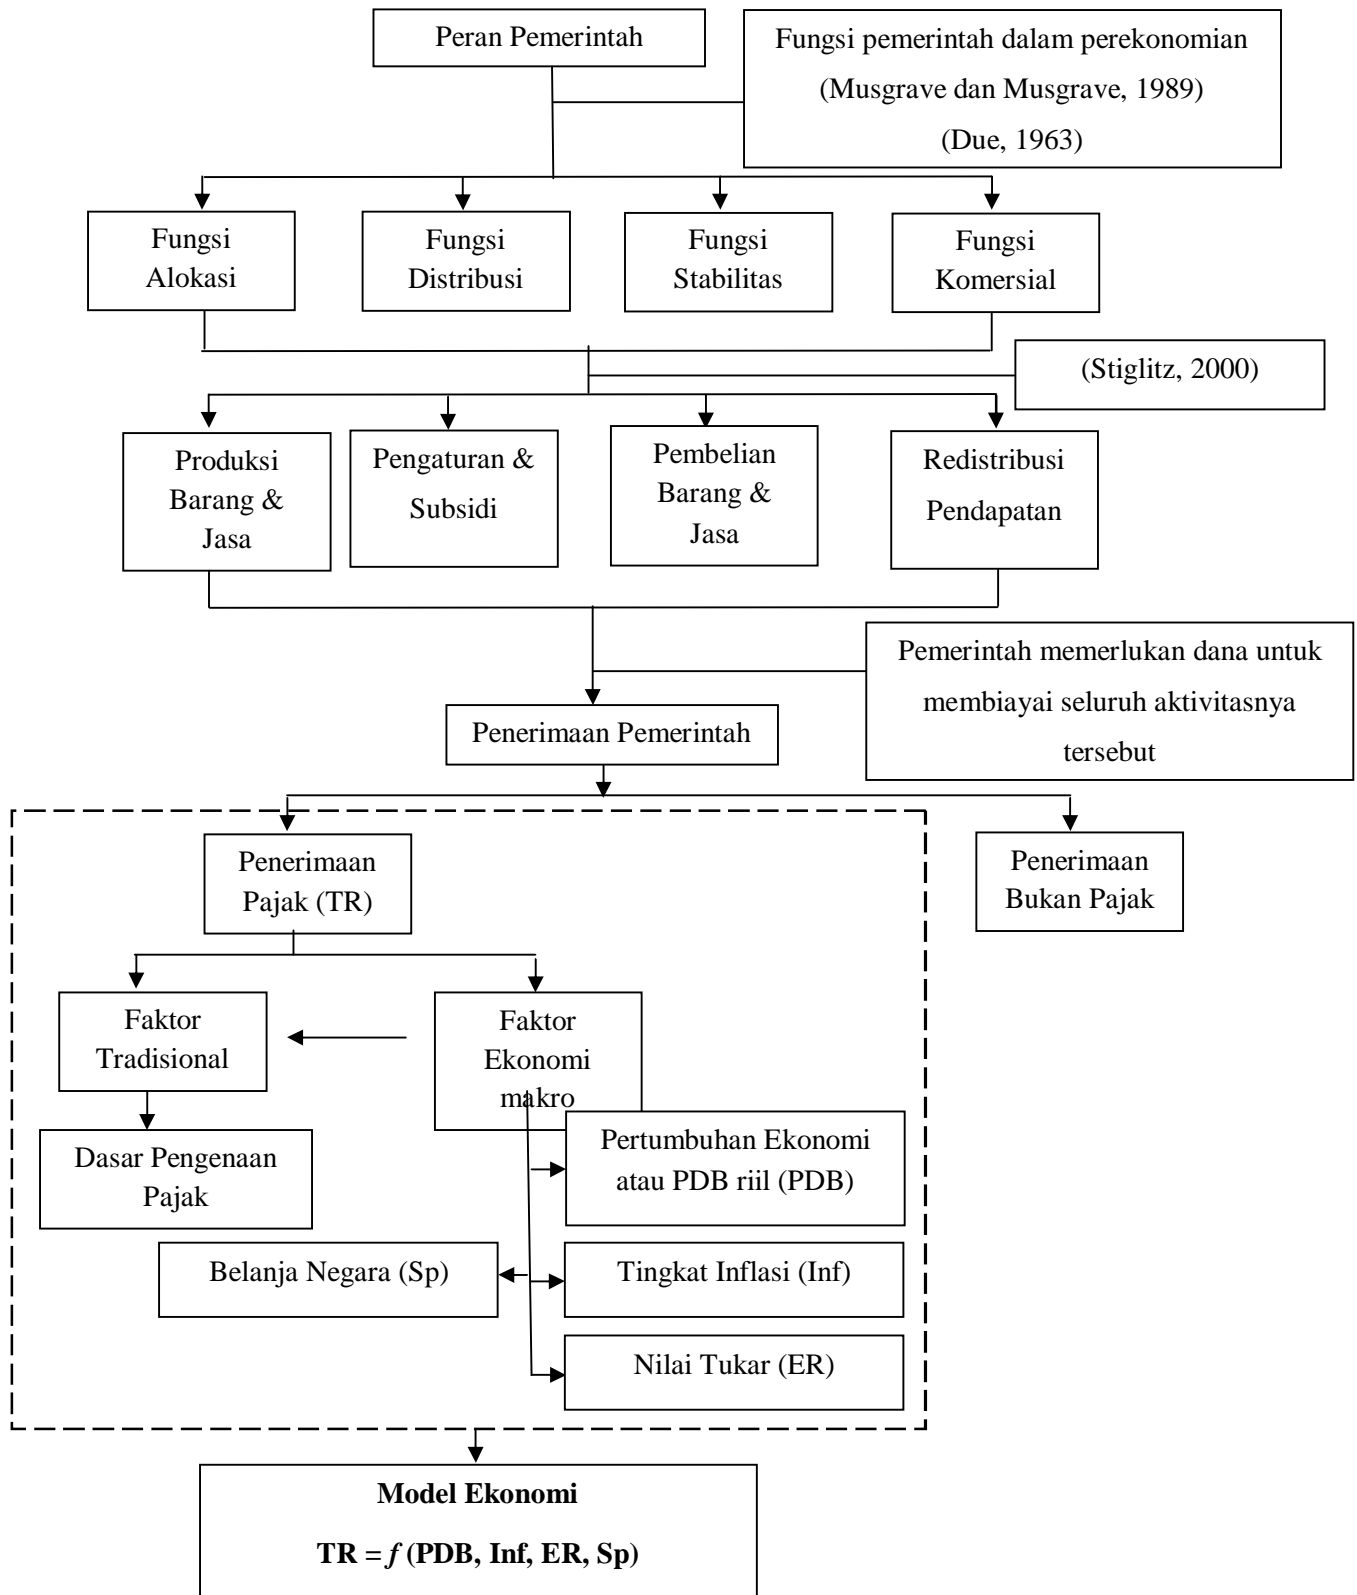 Peran Pemerintah
Fungsi pemerintah dalam perekonomian
(Musgrave dan Musgrave, 1989)
(Due, 1963)
Fungsi
Alokasi
Fungsi
Distribusi
Fungsi
Stabilitas
Fungsi
Komersial
(Stiglitz, 2000)
Produksi
Barang &
Jasa
Pengaturan &
Subsidi
Pembelian
Barang &
Jasa
Redistribusi
Pendapatan
Pemerintah memerlukan dana untuk
membiayai seluruh aktivitasnya
tersebut
Penerimaan Pemerintah
Penerimaan
Pajak (TR)
Penerimaan
Bukan Pajak
Faktor
Tradisional
Faktor
Ekonomi
makro
Dasar Pengenaan
Pajak
Pertumbuhan Ekonomi
atau PDB riil (PDB)
Belanja Negara (Sp)
Tingkat Inflasi (Inf)
Nilai Tukar (ER)
Model Ekonomi
TR = f (PDB, Inf, ER, Sp)